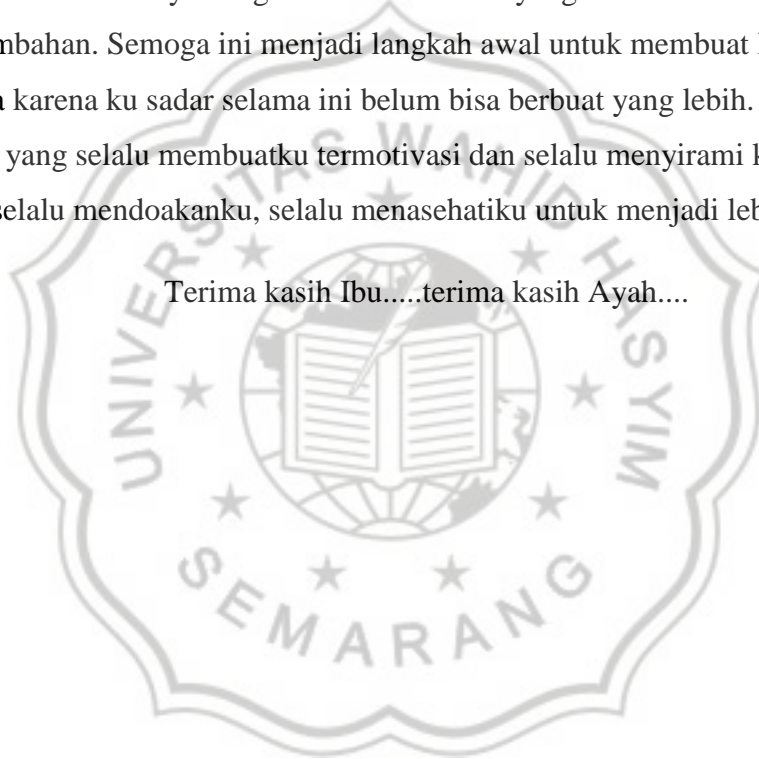 mbahan. Semoga ini menjadi langkah awal untuk membuat
karena ku sadar selama ini belum bisa berbuat yang lebih.
yang selalu membuatku termotivasi dan selalu menyirami
selalu mendoakanku, selalu menasehatiku untuk menjadi leb
Terima kasih Ibu.....terima kasih Ayah....
UNIVERSITAS WAHID HASYIM
SEMARANG